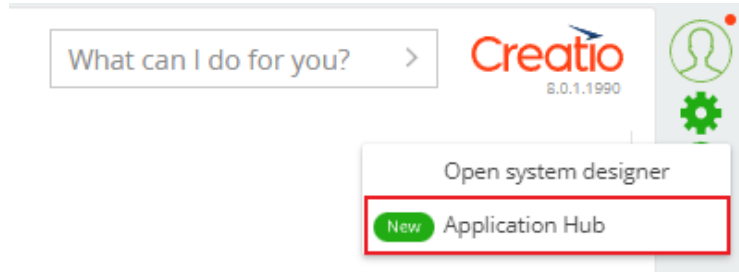 What can I do for you? >
Creatio
8.0.1.1990
Open system designer
New Application Hub